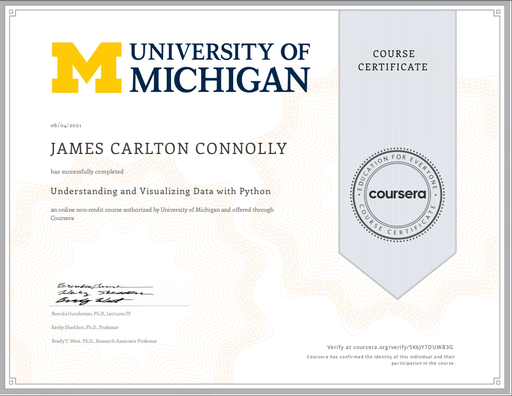 M UNIVERSITY OF
MICHIGAN
COURSE
CERTIFICATE
06/04/2021
JAMES CARLTON CONNOLLY
has successfully completed
Understanding and Visualizing Data with Python
an online non-credit course authorized by University of Michigan and offered through
Coursera
EDUCATION FOR EVERYONE
coursera
COURSE CERTIFICATE
Brenda Gunderson, Ph.D., Lecturer IV
Kerby Shedden, Ph.D., Professor
Brady T. West, Ph.D., Research Associate Professor
Verify at coursera.org/verify/5K6JY7DUWB3G
Coursera has confirmed the identity of this individual and their
participation in the course.